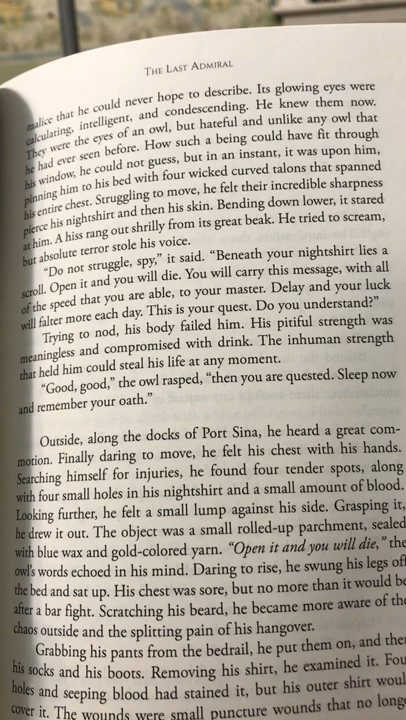 THE LAST ADMIRAL
malice that he could never hope to describe. Its glowing eyes were
calculating, intelligent, and condescending. He knew them now.
They were the eyes of an owl, but hateful and unlike any owl that
he had ever seen before. How such a being could have fit through
his window, he could not guess, but in an instant, it was upon him,
pinning him to his bed with four wicked curved talons that spanned
his entire chest. Struggling to move, he felt their incredible sharpness
pierce his nightshirt and then his skin. Bending down lower, it stared
at him. A hiss rang out shrilly from its great beak. He tried to scream,
but absolute terror stole his voice.
“Do not struggle, spy,” it said. “Beneath your nightshirt lies a
scroll. Open it and you will die. You will carry this message, with all
of the speed that you are able, to your master. Delay and your luck
will falter more each day. This is your quest. Do you understand?”
Trying to nod, his body failed him. His pitiful strength was
meaningless and compromised with drink. The inhuman strength
that held him could steal his life at any moment.
“Good, good,” the owl rasped, “then you are quested. Sleep now
and remember your oath.”
Outside, along the docks of Port Sina, he heard a great com-
motion. Finally daring to move, he felt his chest with his hands.
Searching himself for injuries, he found four tender spots, along
with four small holes in his nightshirt and a small amount of blood.
Looking further, he felt a small lump against his side. Grasping it,
he drew it out. The object was a small rolled-up parchment, sealed
with blue wax and gold-colored yarn. “Open it and you will die,” the
owl’s words echoed in his mind. Daring to rise, he swung his legs off
the bed and sat up. His chest was sore, but no more than it would be
after a bar fight. Scratching his beard, he became more aware of the
chaos outside and the splitting pain of his hangover.
Grabbing his pants from the bedrail, he put them on, and then
his socks and his boots. Removing his shirt, he examined it. Fou
holes and seeping blood had stained it, but his outer shirt woul
cover it. The wounds were small puncture wounds that no longe